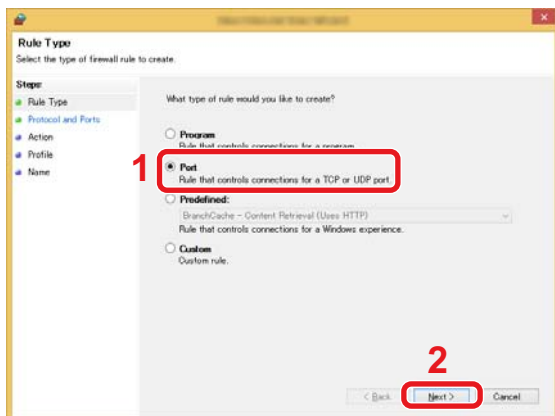 Rule Type
Select the type of firewall rule to create.
Steps:
Rule Type
Protocol and Ports
Action
Profile
Name
What type of rule would you like to create?
Program
Rule that controls connections for a program.
1
Port
Rule that controls connections for a TCP or UDP port.
Predefined:
BranchCache - Content Retrieval (Uses HTTP)
Rule that controls connections for a Windows experience.
Custom
Custom rule.
2
< Back
Next >
Cancel